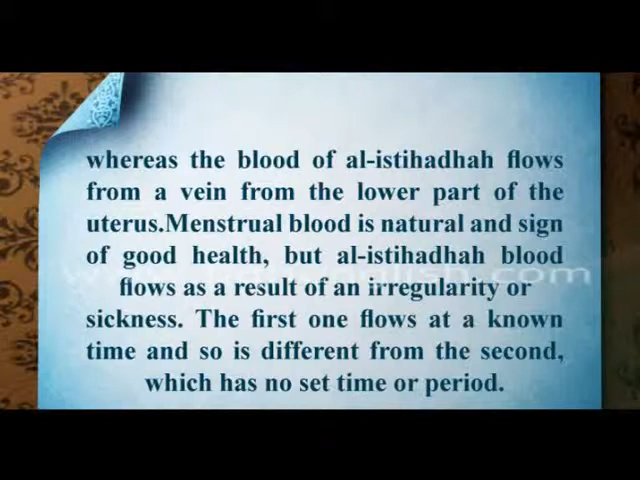 whereas the blood of al-istihadhah flows
from a vein from the lower part of the
uterus.Menstrual blood is natural and sign
of good health, but al-istihadhah blood
flows as a result of an irregularity or
sickness. The first one flows at a known
time and so is different from the second,
which has no set time or period.